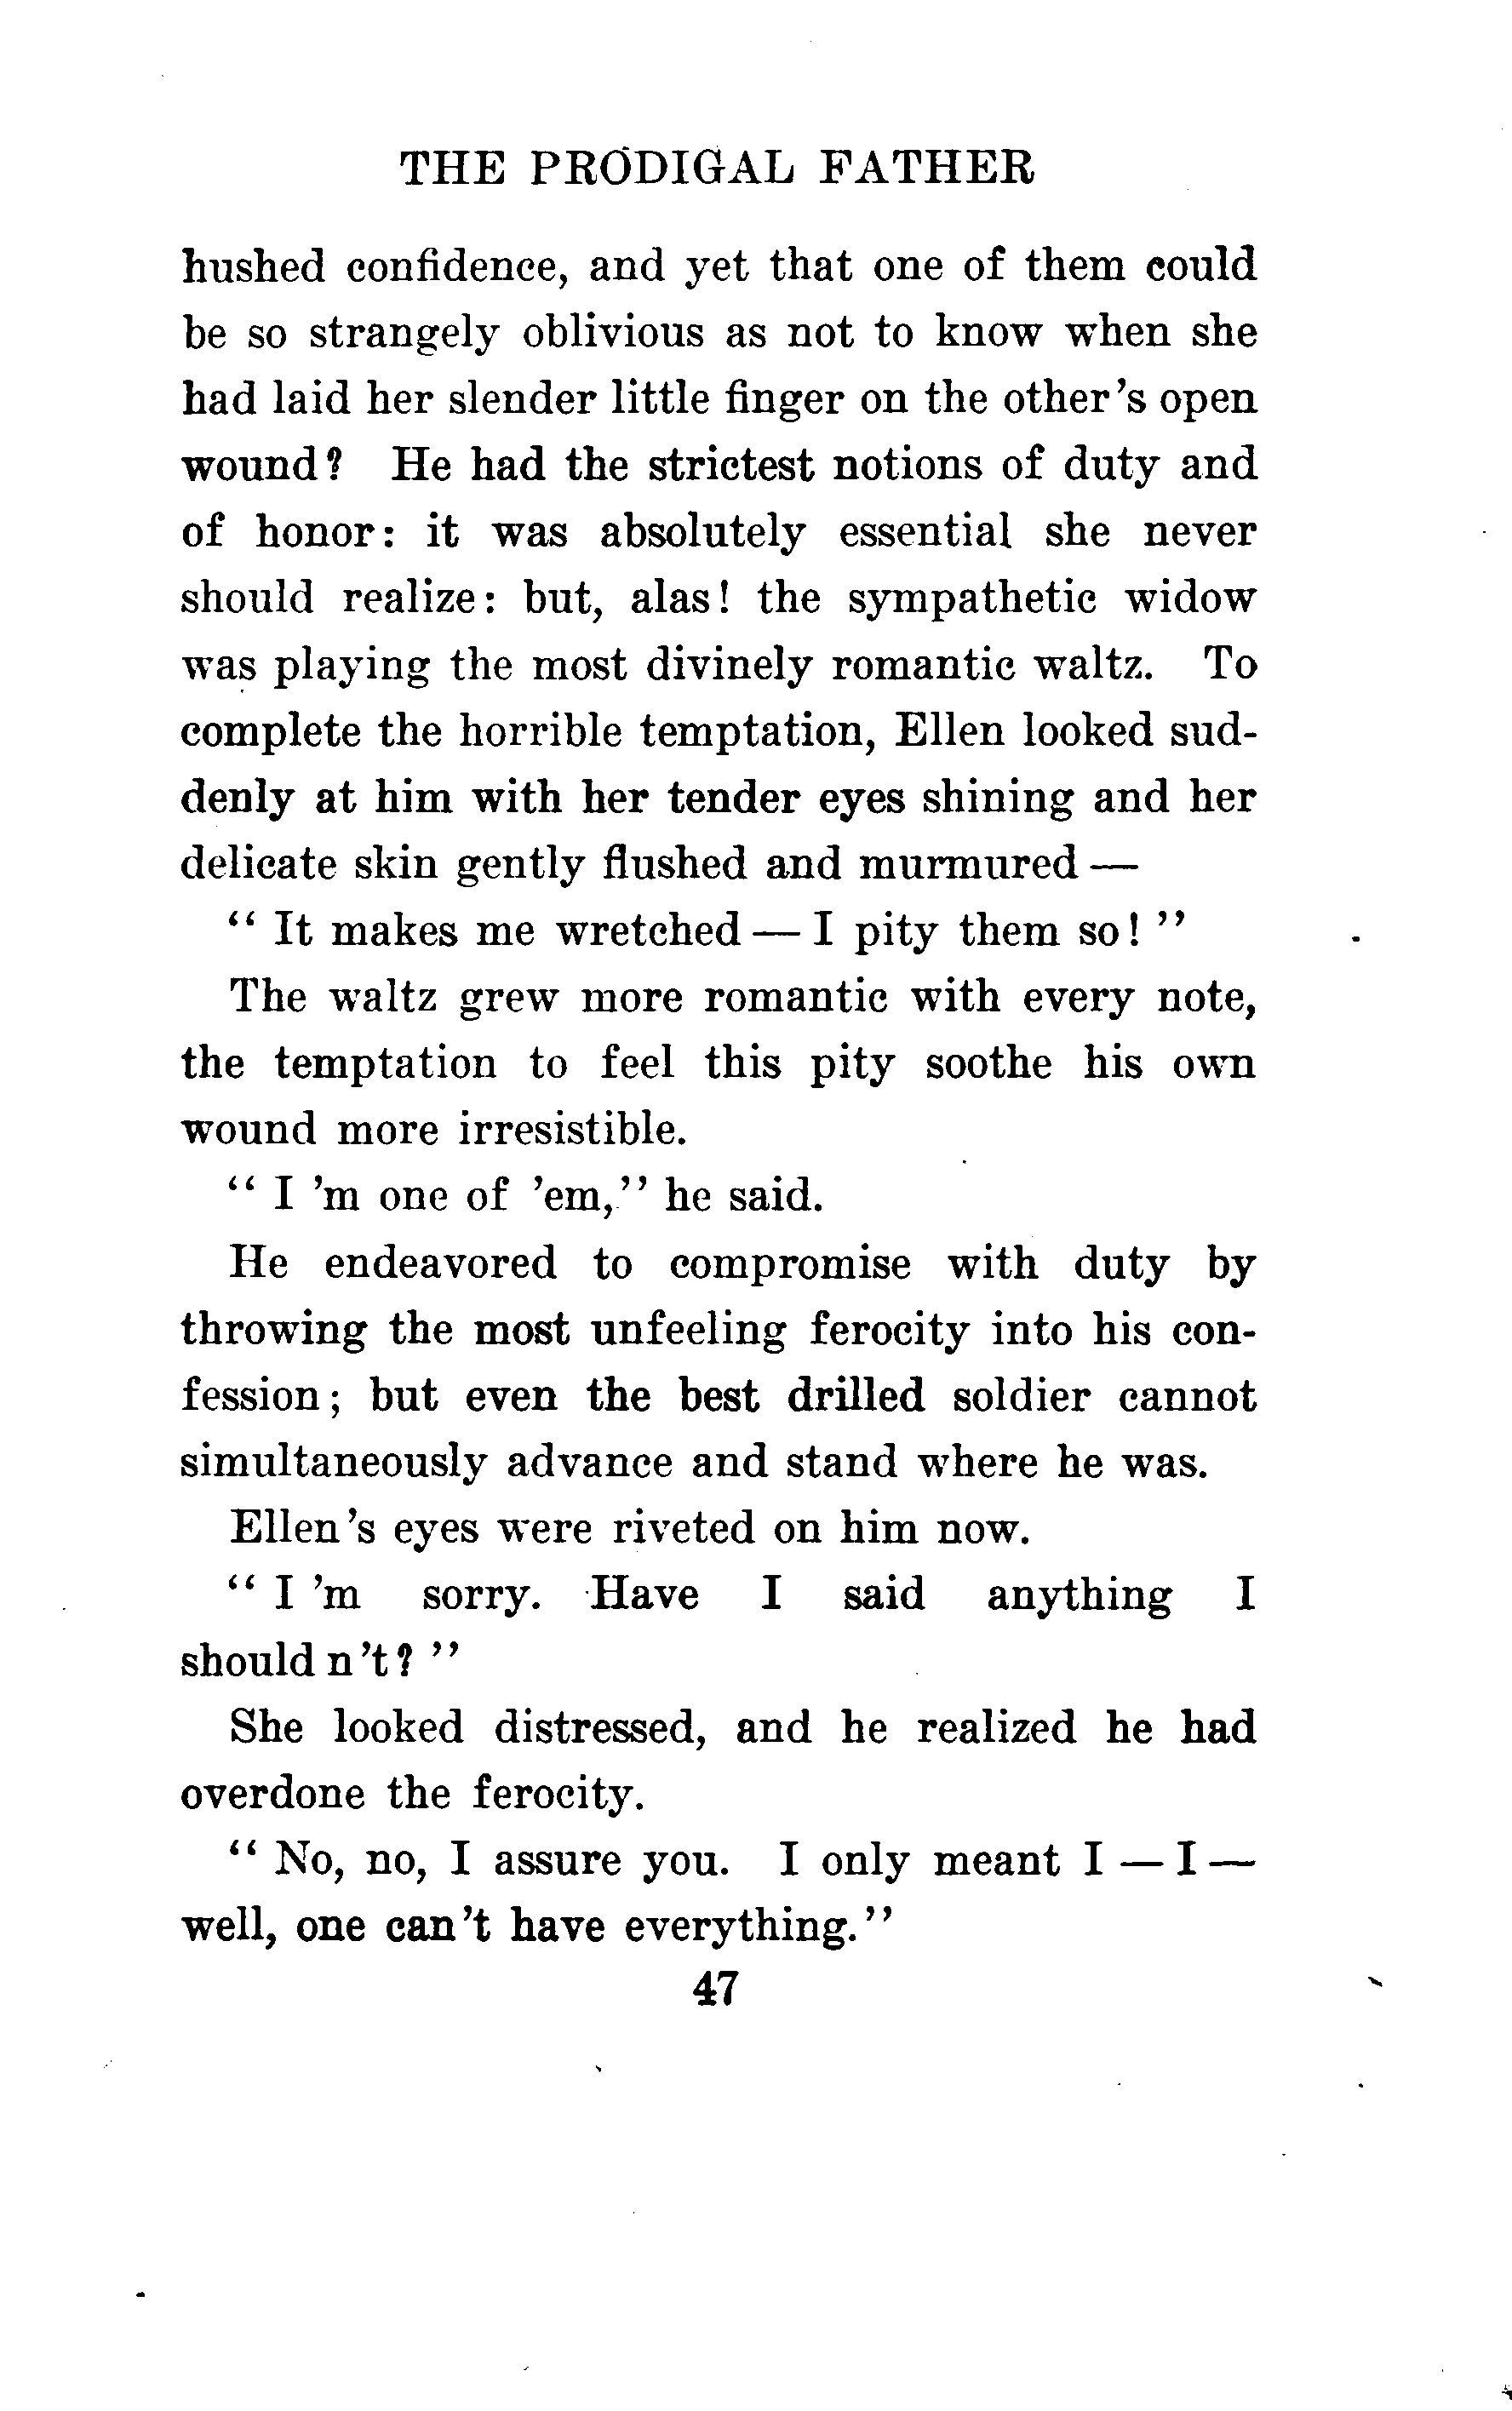 THE PRODIGAL FATHER
hushed confidence, and yet that one of them could
be so strangely oblivious as not to know when she
had laid her slender little finger on the other's open
wound? He had the strictest notions of duty and
of honor: it was absolutely essential she never
should realize: but, alas! the sympathetic widow
was playing the most divinely romantic waltz. To
complete the horrible temptation, Ellen looked sud-
denly at him with her tender eyes shining and her
delicate skin gently flushed and murmured —
“ It makes me wretched — I pity them so! ”
The waltz grew more romantic with every note,
the temptation to feel this pity soothe his own
wound more irresistible.
“ I 'm one of 'em,” he said.
He endeavored to compromise with duty by
throwing the most unfeeling ferocity into his con-
fession; but even the best drilled soldier cannot
simultaneously advance and stand where he was.
Ellen's eyes were riveted on him now.
“ I 'm sorry. Have I said anything I
should n't? ”
She looked distressed, and he realized he had
overdone the ferocity.
“ No, no, I assure you. I only meant I — I —
well, one can't have everything.”
47